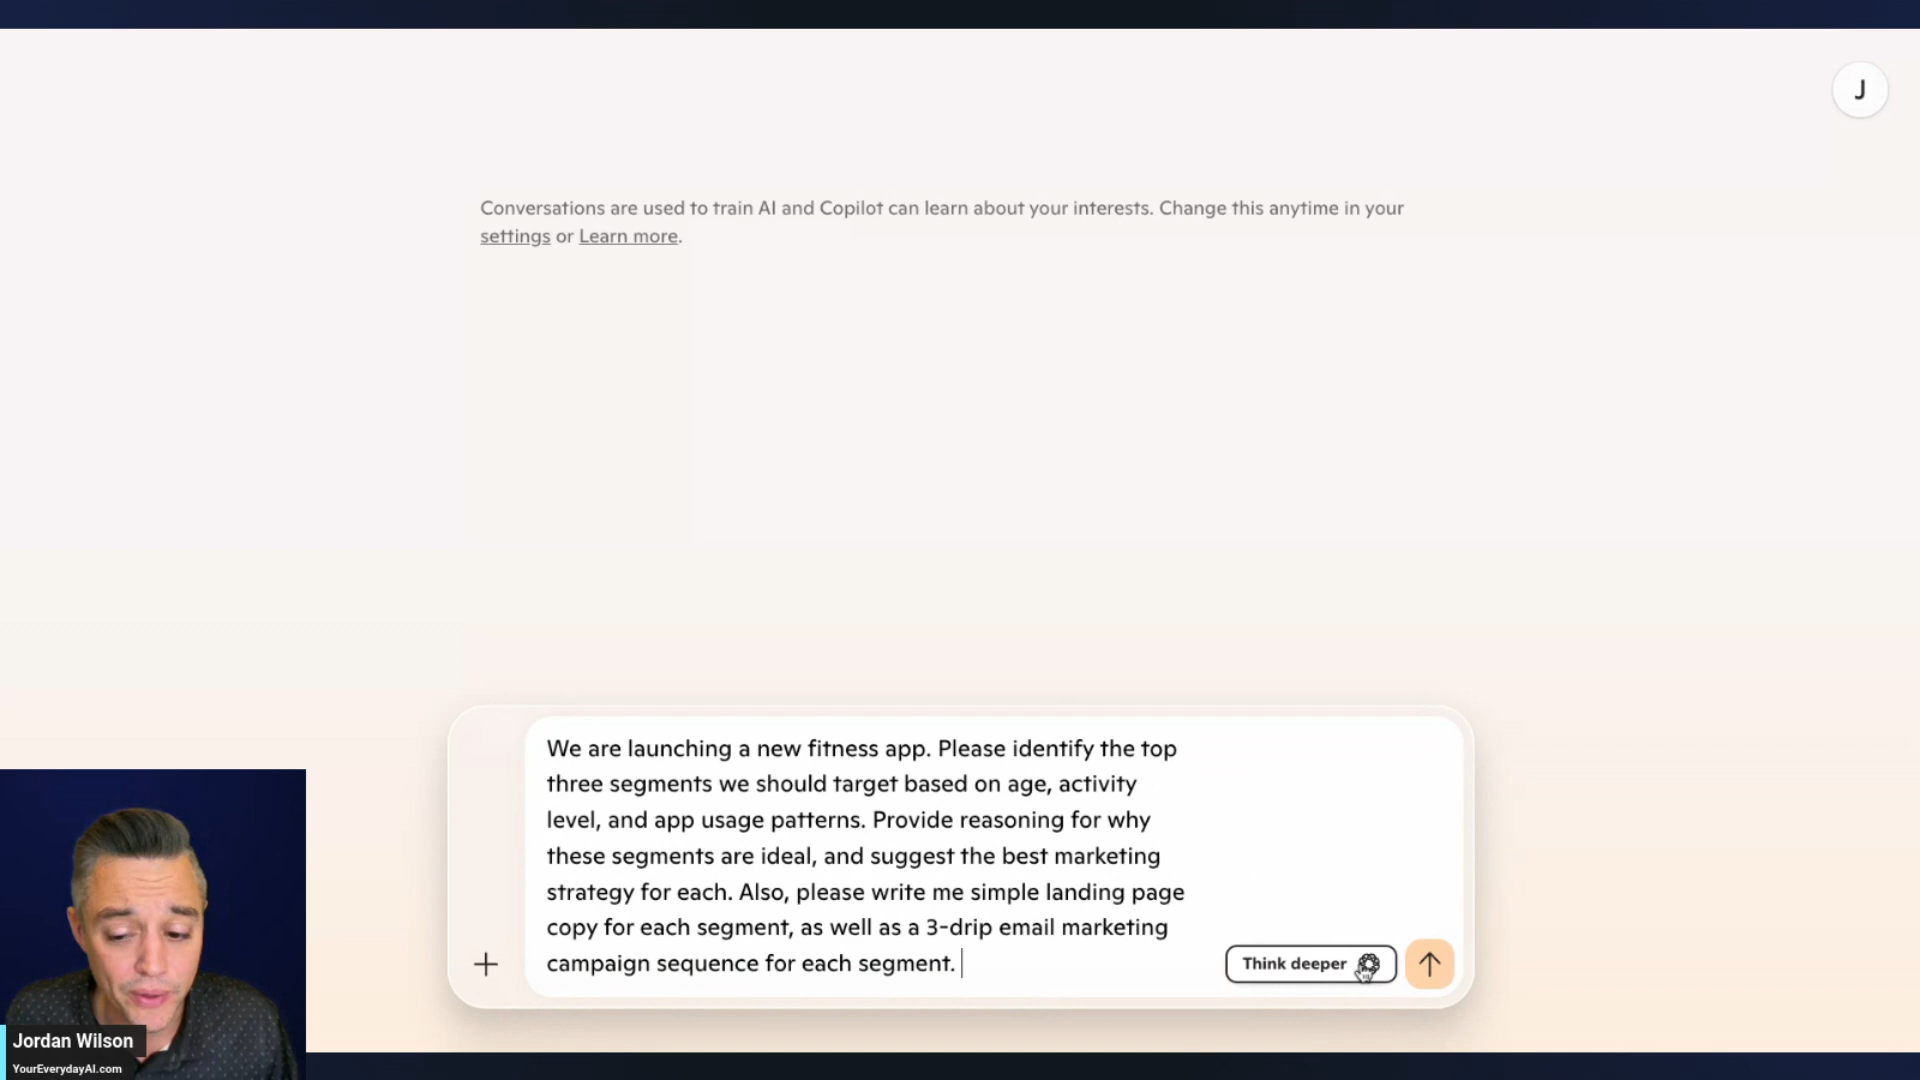 J
Conversations are used to train AI and Copilot can learn about your interests. Change this anytime in your
settings or Learn more.
We are launching a new fitness app. Please identify the top
three segments we should target based on age, activity
level, and app usage patterns. Provide reasoning for why
these segments are ideal, and suggest the best marketing
strategy for each. Also, please write me simple landing page
copy for each segment, as well as a 3-drip email marketing
campaign sequence for each segment.
Think deeper
Jordan Wilson
YourEverydayAI.com